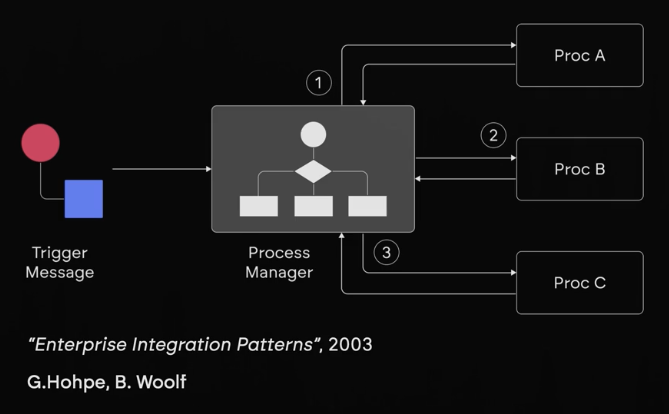 1
Proc A
2
Proc B
Trigger
Message
Process
Manager
3
Proc C
“Enterprise Integration Patterns“, 2003
G.Hohpe, B. Woolf